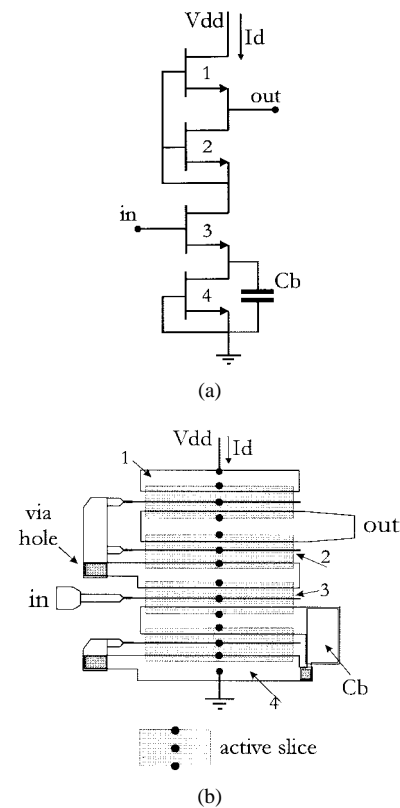 Vdd
Id
1
out
2
in
3
Cb
4
(a)
Vdd
Id
1
via
hole
out
2
3
in
Cb
4
active slice
(b)